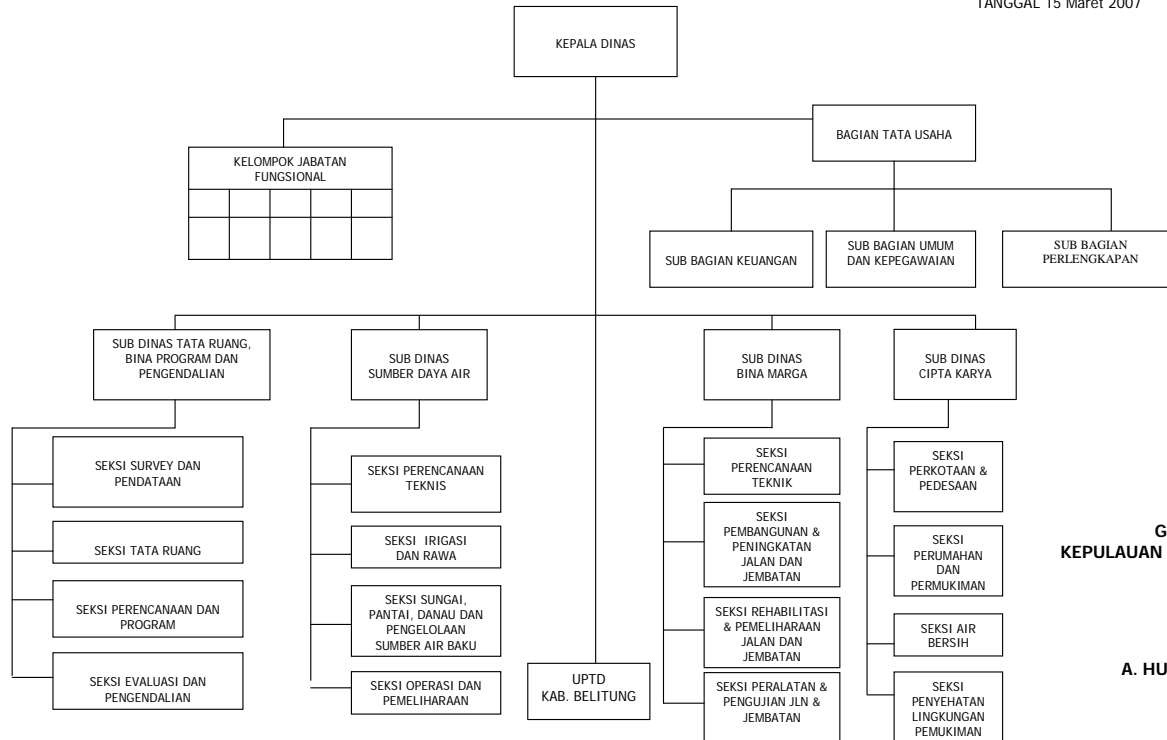 TANGGAL 15 Maret 2007
KEPALA DINAS
BAGIAN TATA USAHA
KELOMPOK JABATAN
FUNGSIONAL
SUB BAGIAN KEUANGAN
SUB BAGIAN UMUM
DAN KEPEGAWAIAN
SUB BAGIAN
PERLENGKAPAN
SUB DINAS TATA RUANG,
BINA PROGRAM DAN
PENGENDALIAN
SUB DINAS
SUMBER DAYA AIR
SUB DINAS
BINA MARGA
SUB DINAS
CIPTA KARYA
SEKSI SURVEY DAN
PENDATAAN
SEKSI TATA RUANG
SEKSI PERENCANAAN DAN
PROGRAM
SEKSI EVALUASI DAN
PENGENDALIAN
SEKSI PERENCANAAN
TEKNIS
SEKSI IRIGASI
DAN RAWA
SEKSI SUNGAI,
PANTAI, DANAU DAN
PENGELOLAAN
SUMBER AIR BAKU
SEKSI OPERASI DAN
PEMELIHARAAN
UPTD
KAB. BELITUNG
SEKSI
PERENCANAAN
TEKNIK
SEKSI
PEMBANGUNAN &
PENINGKATAN
JALAN DAN
JEMBATAN
SEKSI REHABILITASI
& PEMELIHARAAN
JALAN DAN
JEMBATAN
SEKSI PERALATAN &
PENGUJIAN JLN &
JEMBATAN
SEKSI
PERKOTAAN &
PEDESAAN
SEKSI
PERUMAHAN
DAN
PERMUKIMAN
SEKSI AIR
BERSIH
SEKSI
PENYEHATAN
LINGKUNGAN
PEMUKIMAN
G
KEPULAUAN
A. HU